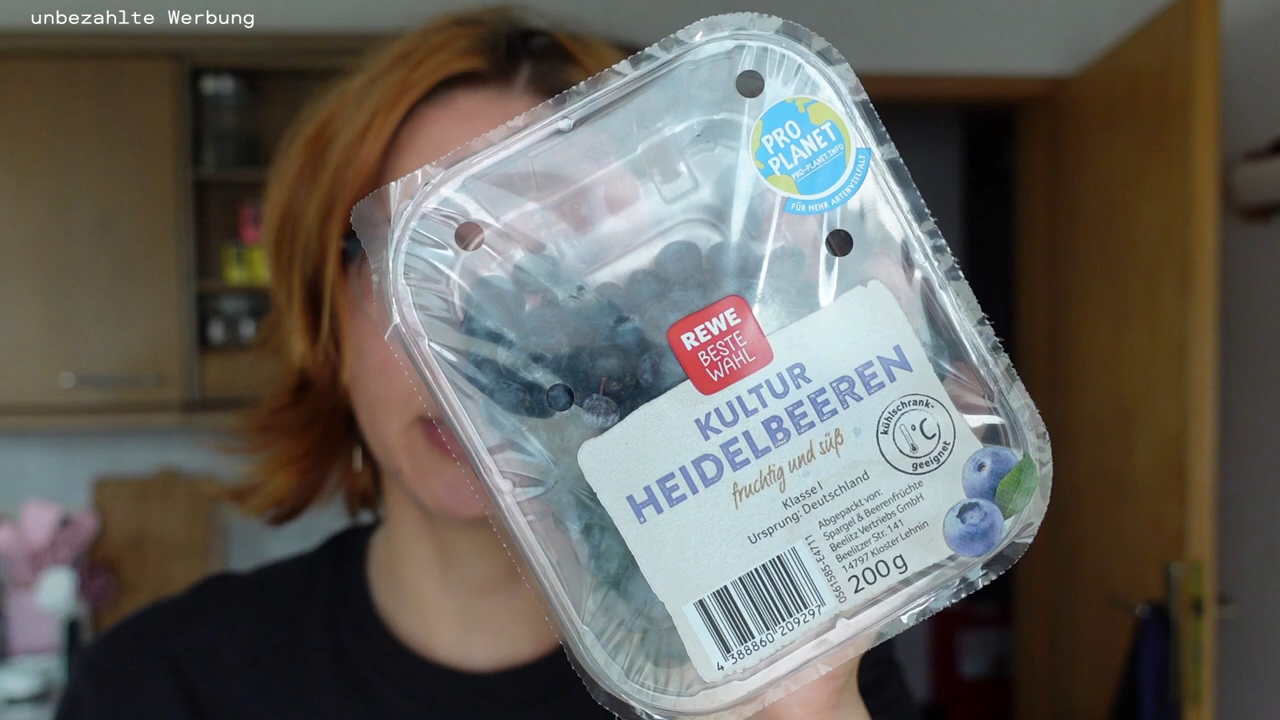 unbezahlte Werbung
PRO
PLANET
PRO-PLANET.INFO
FÜR MEHR ARTENVIELFALT
REWE
BESTE
WAHL
KULTUR
HEIDELBEEREN
fruchtig und süß
kühlschrank-
°C
geeignet
Klasse I
Ursprung: Deutschland
Abgepackt von:
Spargel & Beerenfrüchte
Beelitz Vertriebs GmbH
Beelitzer Str. 141
14797 Kloster Lehnin
200 g
0561585-E4711
4 388860 209297